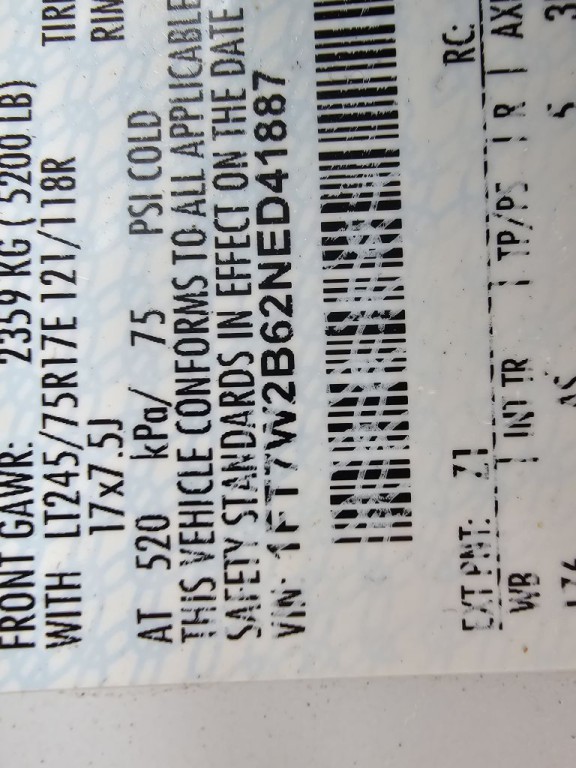 FRONT GAWR: 2359 KG ( 5200 LB)
WITH LT245/75R17E 121/118R TIRE
17x7.5J RIM
AT 520 kPa/ 75 PSI COLD
THIS VEHICLE CONFORMS TO ALL APPLICABLE
SAFETY STANDARDS IN EFFECT ON THE DATE
VIN: 1FT7W2B62NED41887
EXT PNT: Z1 RC:
WB INT TR TP/PS R AX